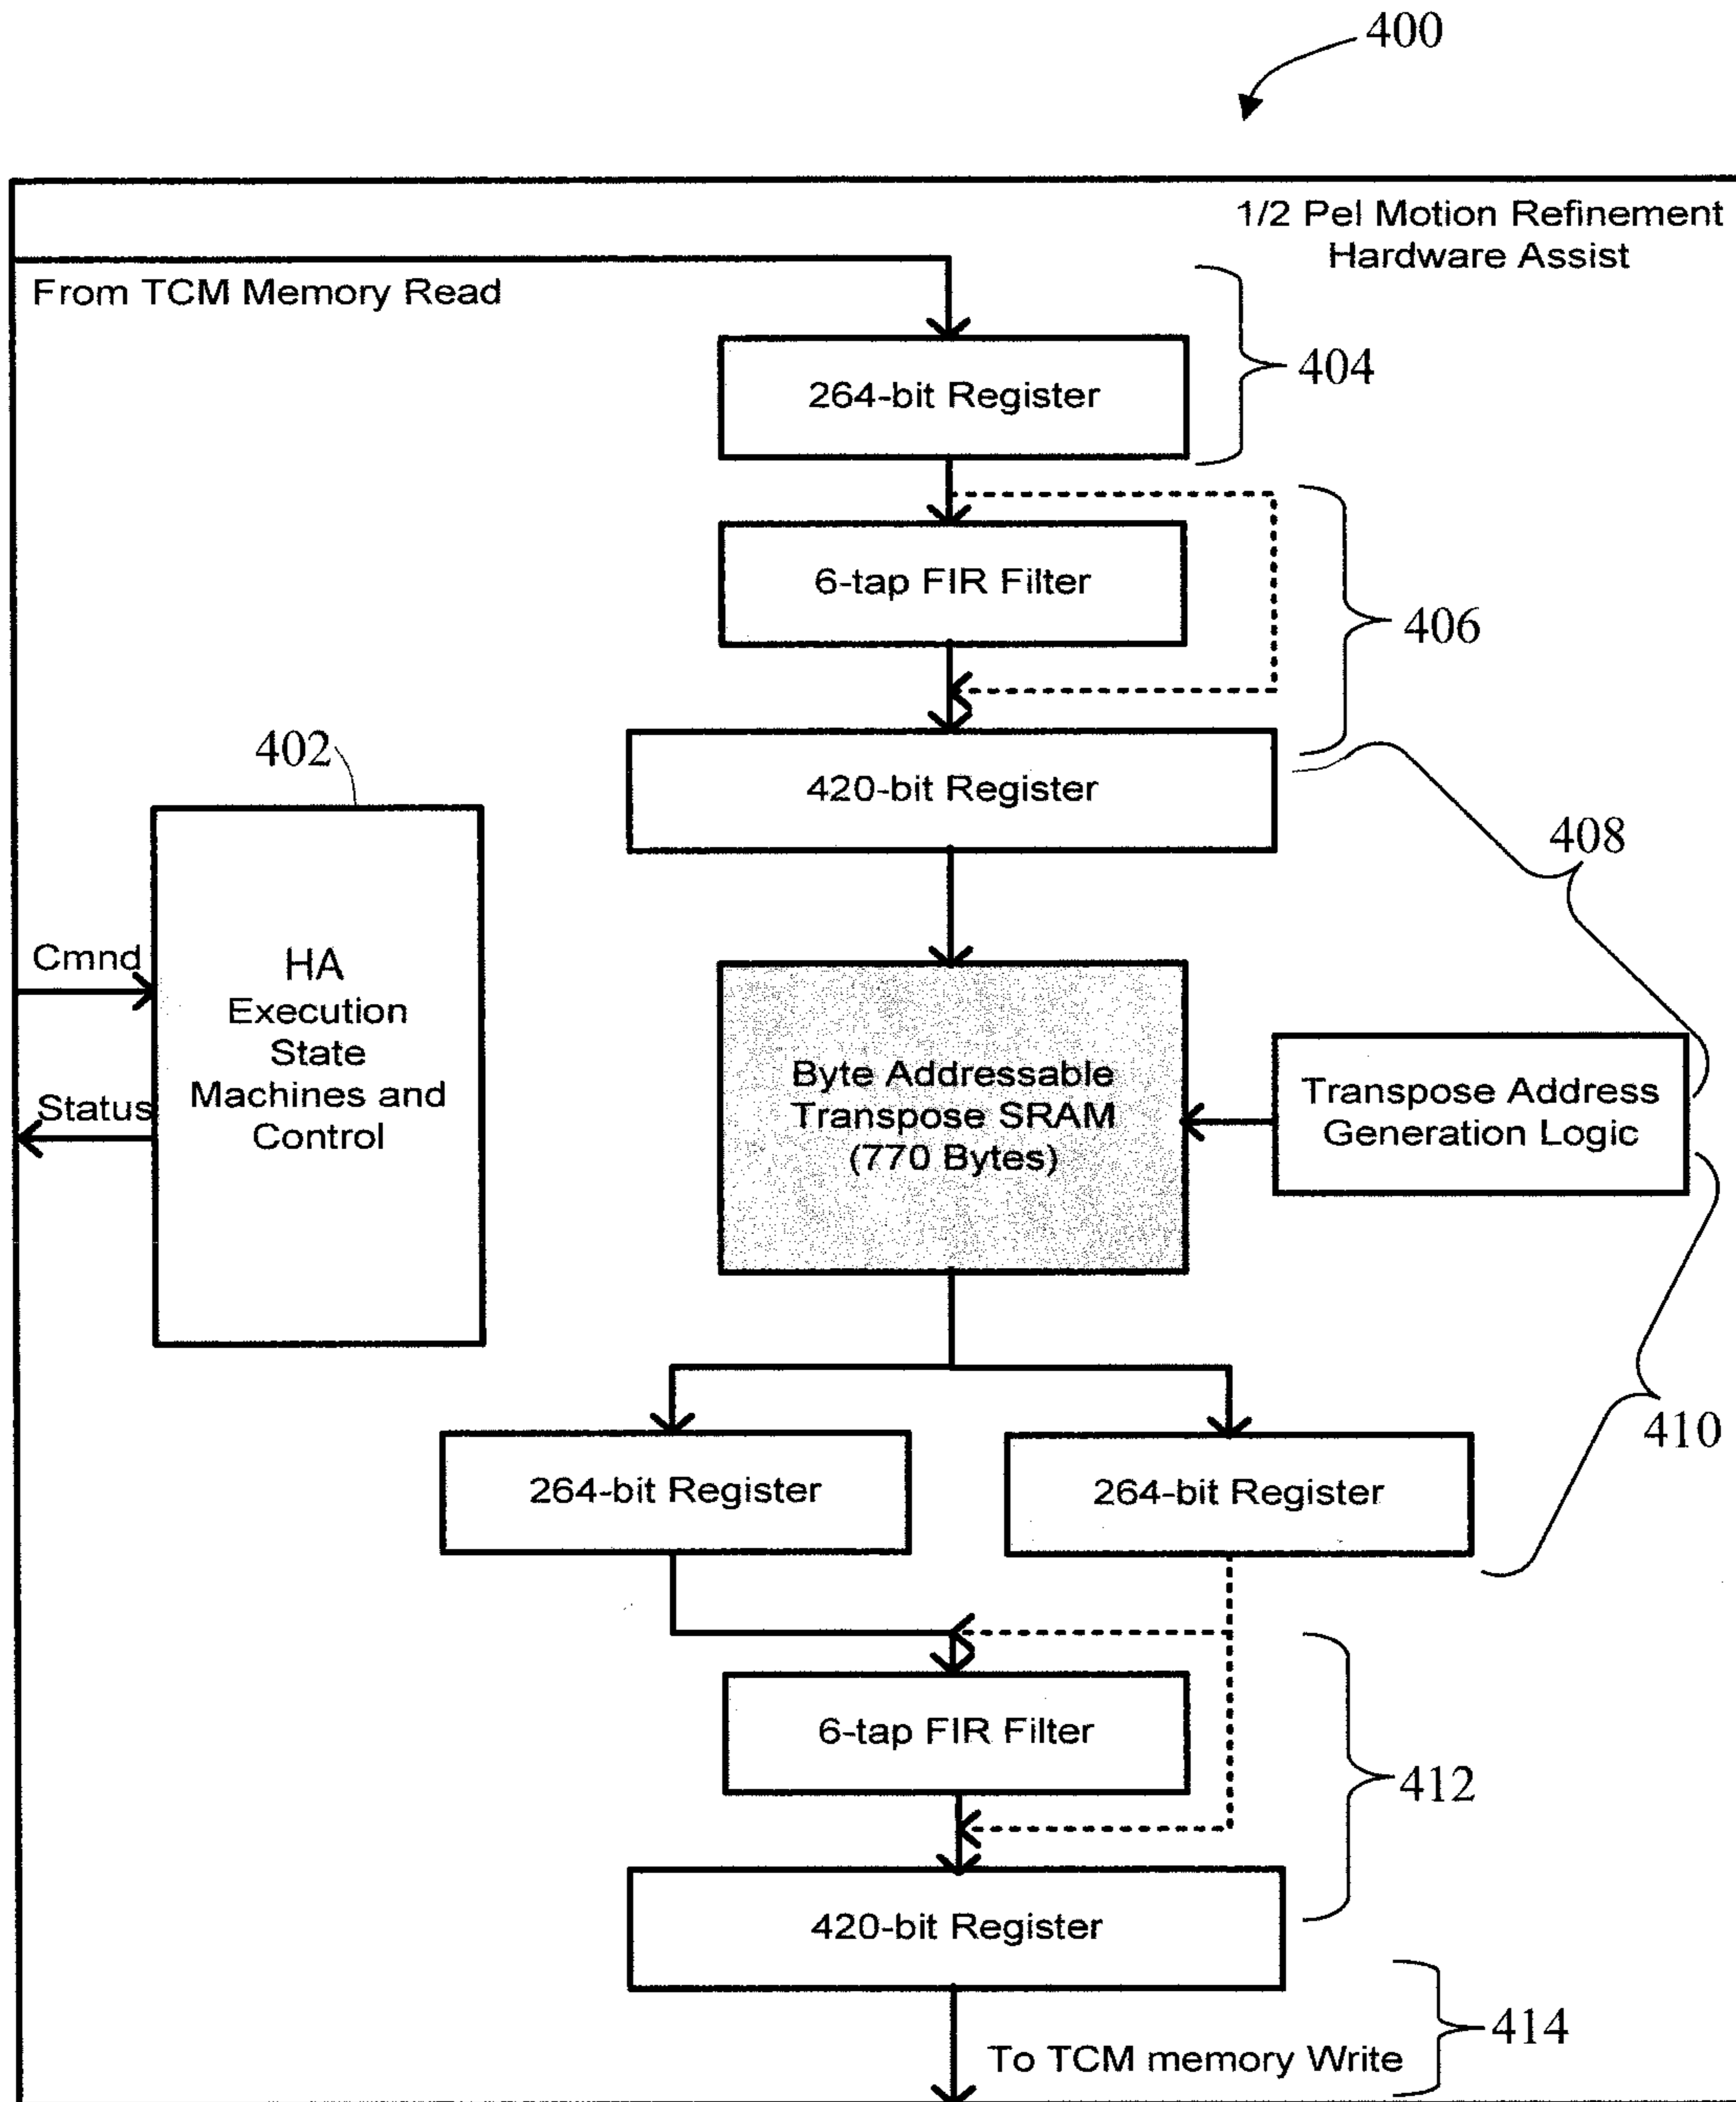 400
1/2 Pel Motion Refinement
Hardware Assist
From TCM Memory Read
264-bit Register
404
6-tap FIR Filter
406
420-bit Register
402
408
Cmnd
HA
Execution
State
Machines and
Control
Status
Byte Addressable
Transpose SRAM
(770 Bytes)
Transpose Address
Generation Logic
410
264-bit Register
264-bit Register
6-tap FIR Filter
412
420-bit Register
414
To TCM memory Write